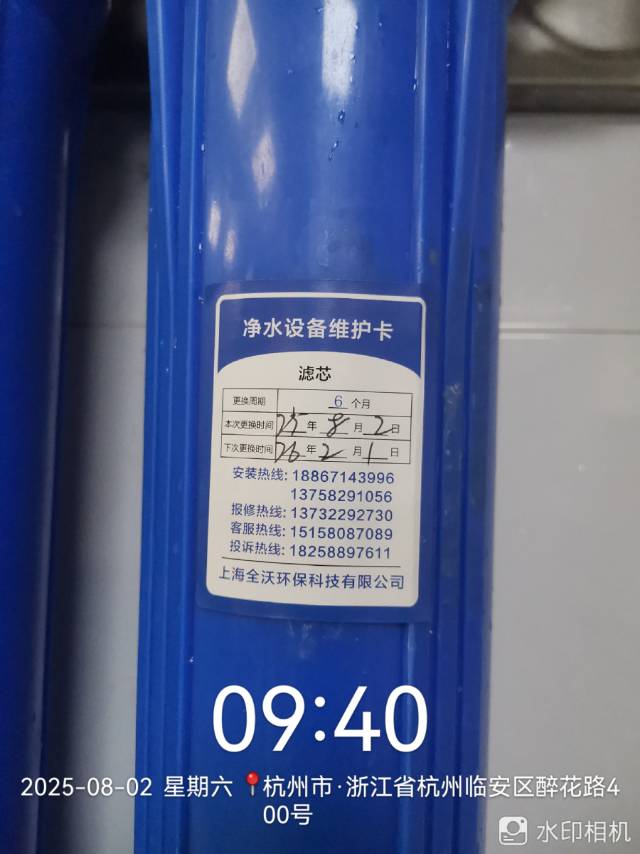 净水设备维护卡
滤芯
更换周期 6 个月
本次更换时间 25 年 8 月 2 日
下次更换时间 26 年 2 月 1 日
安装热线: 18867143996
13758291056
报修热线: 13732292730
客服热线: 15158087089
投诉热线: 18258897611
上海全沃环保科技有限公司
09:40
2025-08-02 星期六 杭州市·浙江省杭州临安区醉花路4
00号
水印相机